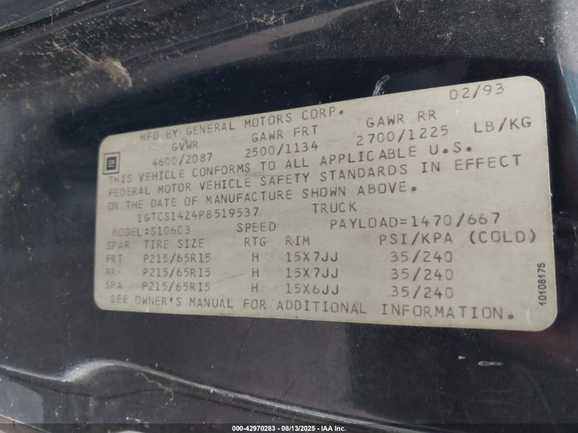 MFD BY GENERAL MOTORS CORP. 02/93
GVWR GAWR FRT GAWR RR
4600/2087 2500/1134 2700/1225 LB/KG
GM
THIS VEHICLE CONFORMS TO ALL APPLICABLE U.S.
FEDERAL MOTOR VEHICLE SAFETY STANDARDS IN EFFECT
ON THE DATE OF MANUFACTURE SHOWN ABOVE.
1GTCS1424P8519537 TRUCK
MODEL:S10603 PAYLOAD=1470/667
SPEED
SPAR TIRE SIZE RTG RIM PSI/KPA (COLD)
FRT P215/65R15 H 15X7JJ 35/240
RR P215/65R15 H 15X7JJ 35/240
SPA P215/65R15 H 15X6JJ 35/240
SEE OWNER'S MANUAL FOR ADDITIONAL INFORMATION.
10108175
000-42970283 - 08/13/2025 - IAA Inc.